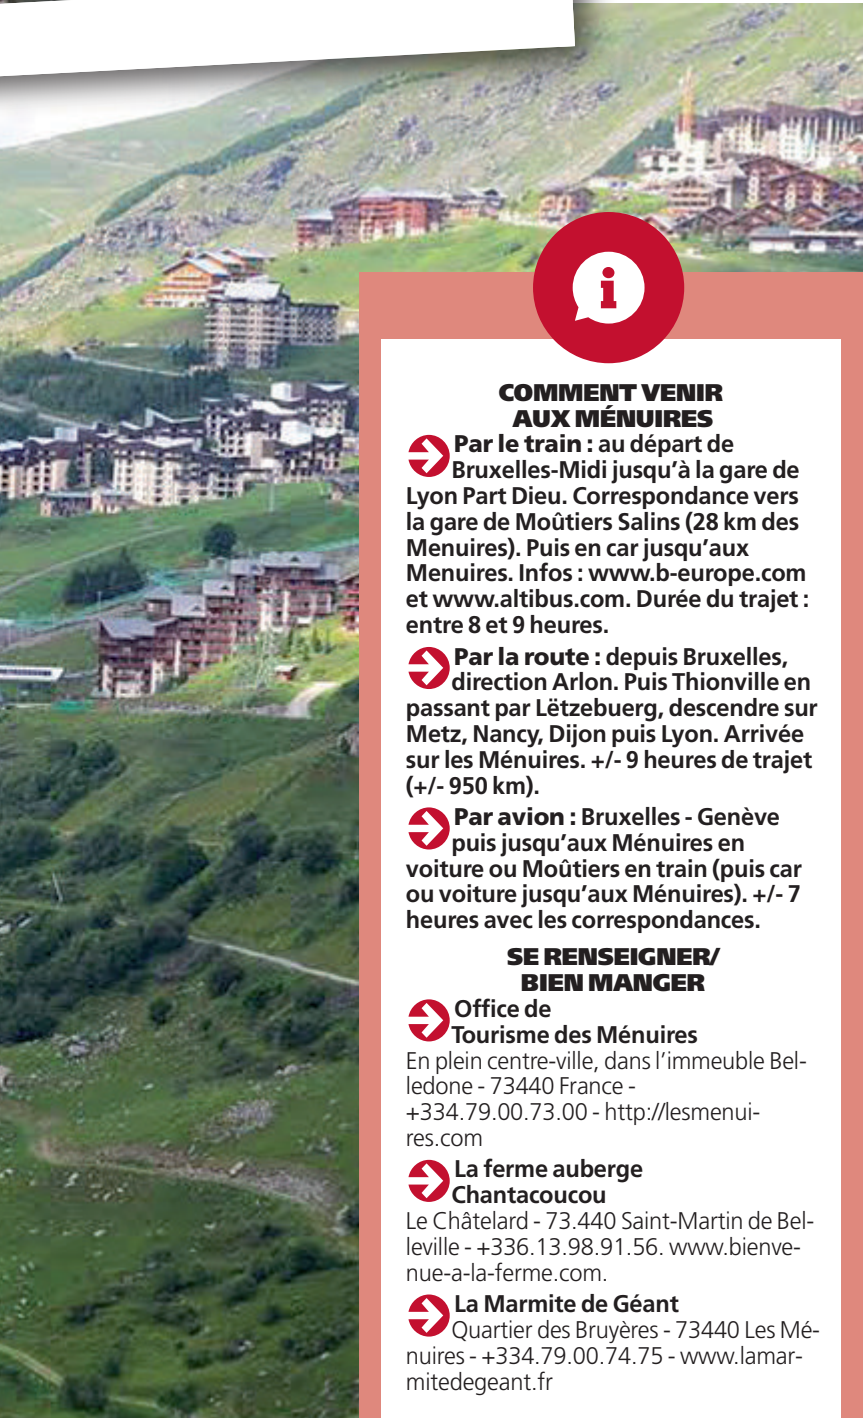 COMMENT VENIR
AUX MÉNUIRES
Par le train : au départ de
Bruxelles-Midi jusqu’à la gare de
Lyon Part Dieu. Correspondance vers
la gare de Moûtiers Salins (28 km des
Menuires). Puis en car jusqu’aux
Menuires. Infos : www.b-europe.com
et www.altibus.com. Durée du trajet :
entre 8 et 9 heures.
Par la route : depuis Bruxelles,
direction Arlon. Puis Thionville en
passant par Lëtzebuerg, descendre sur
Metz, Nancy, Dijon puis Lyon. Arrivée
sur les Ménuires. +/- 9 heures de trajet
(+/- 950 km).
Par avion : Bruxelles - Genève
puis jusqu’aux Ménuires en
voiture ou Moûtiers en train (puis car
ou voiture jusqu’aux Ménuires). +/- 7
heures avec les correspondances.
SE RENSEIGNER/
BIEN MANGER
Office de
Tourisme des Ménuires
En plein centre-ville, dans l’immeuble Bel-
ledone - 73440 France -
+334.79.00.73.00 - http://lesmenui-
res.com
La ferme auberge
Chantacoucou
Le Châtelard - 73.440 Saint-Martin de Bel-
leville - +336.13.98.91.56. www.bienve-
nue-a-la-ferme.com.
La Marmite de Géant
Quartier des Bruyères - 73440 Les Mé-
nuires - +334.79.00.74.75 - www.lamar-
mitedegeant.fr